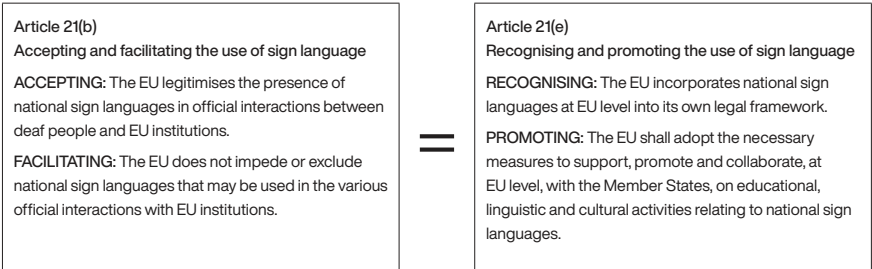 Article 21(b)
Accepting and facilitating the use of sign language
ACCEPTING: The EU legitimises the presence of
national sign languages in official interactions between
deaf people and EU institutions.
FACILITATING: The EU does not impede or exclude
national sign languages that may be used in the various
official interactions with EU institutions.
=
Article 21(e)
Recognising and promoting the use of sign language
RECOGNISING: The EU incorporates national sign
languages at EU level into its own legal framework.
PROMOTING: The EU shall adopt the necessary
measures to support, promote and collaborate, at
EU level, with the Member States, on educational,
linguistic and cultural activities relating to national sign
languages.